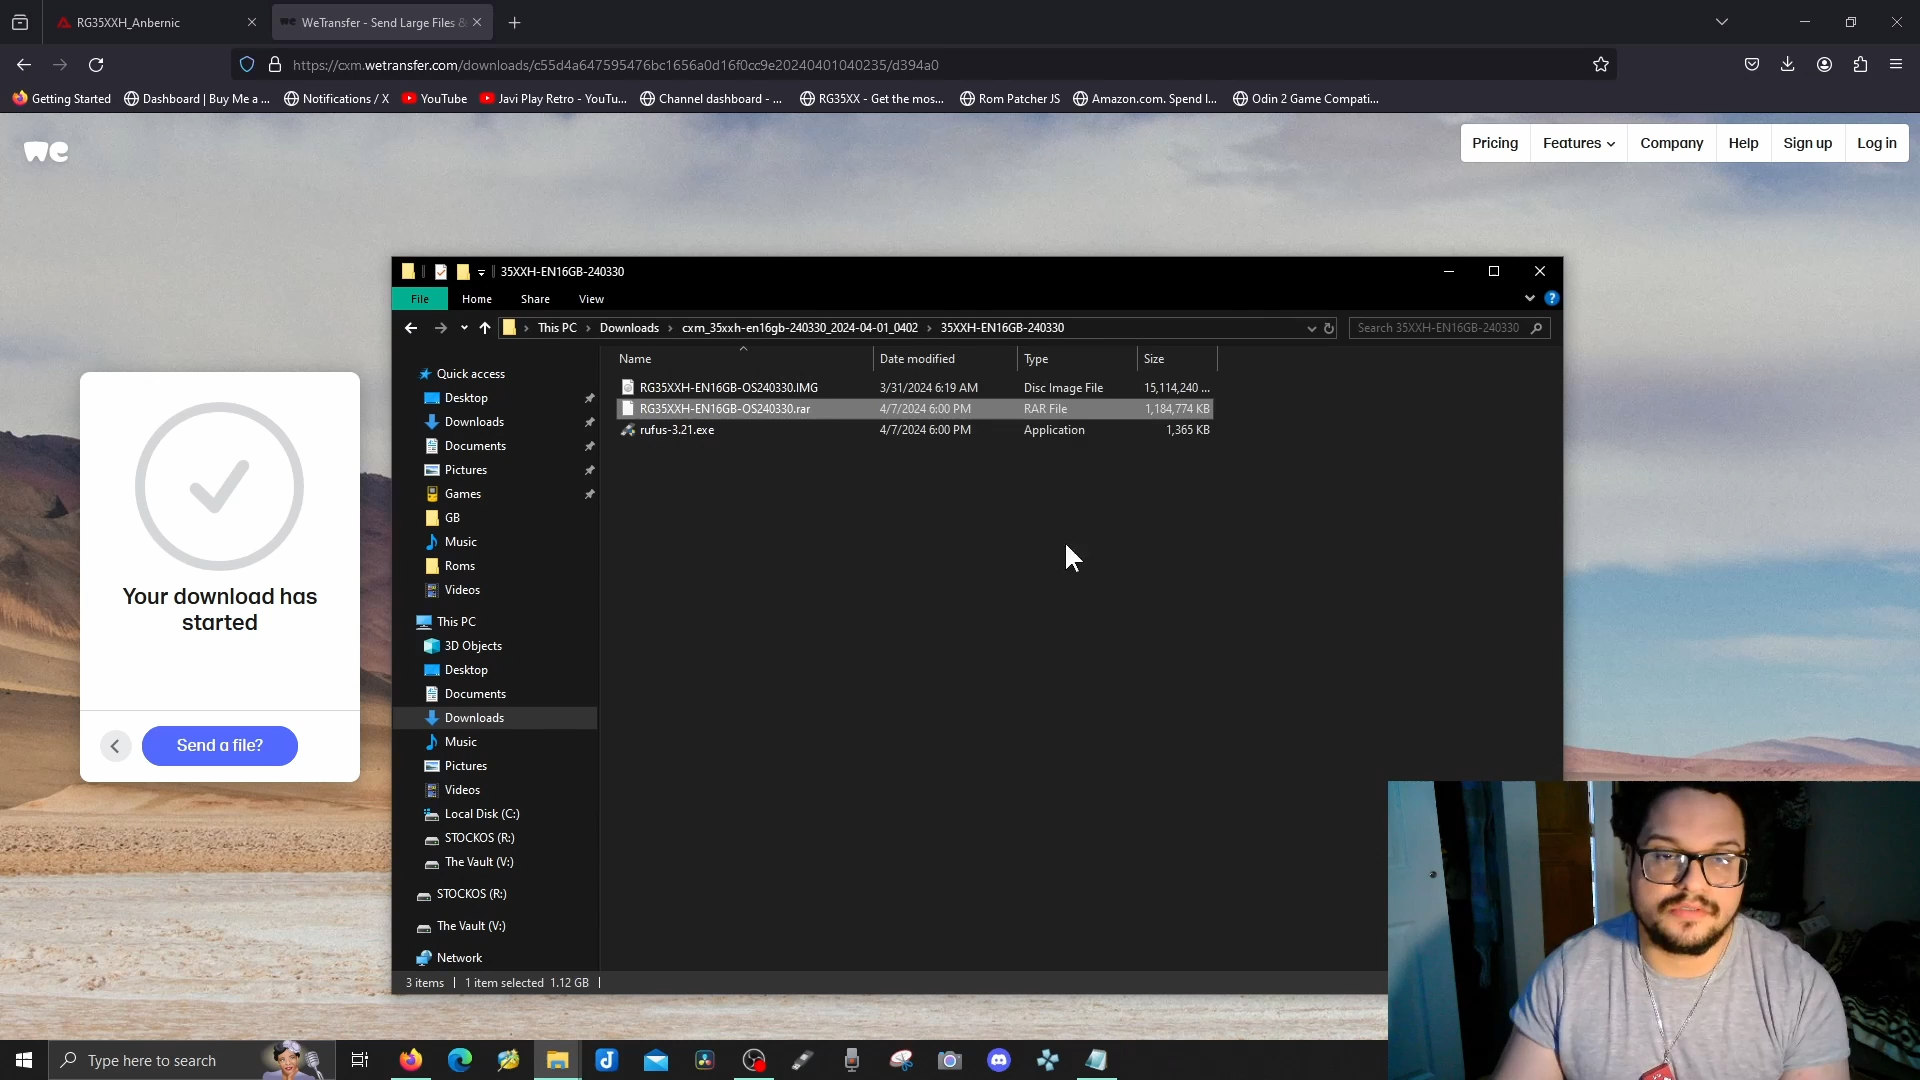 RG35XXH_Anbernic
WeTransfer - Send Large Files &
https://cxm.wetransfer.com/downloads/c55d4a647595476bc1656a0d16f0cc9e20240401040235/d394a0
Getting Started
Dashboard | Buy Me a ...
Notifications / X
YouTube
Javi Play Retro - YouTu...
Channel dashboard - ...
RG35XX - Get the mos...
Rom Patcher JS
Amazon.com. Spend l...
Odin 2 Game Compati...
we
Pricing
Features
Company
Help
Sign up
Log in
35XXH-EN16GB-240330
File
Home
Share
View
This PC
Downloads
cxm_35xxh-en16gb-240330_2024-04-01_0402
35XXH-EN16GB-240330
Search 35XXH-EN16GB-240330
Name
Date modified
Type
Size
RG35XXH-EN16GB-OS240330.IMG 3/31/2024 6:19 AM Disc Image File 15,114,240 ...
RG35XXH-EN16GB-OS240330.rar 4/7/2024 6:00 PM RAR File 1,184,774 KB
rufus-3.21.exe 4/7/2024 6:00 PM Application 1,365 KB
Quick access
Desktop
Downloads
Documents
Pictures
Games
GB
Music
Roms
Videos
This PC
3D Objects
Desktop
Documents
Downloads
Music
Pictures
Videos
Local Disk (C:)
STOCKOS (R:)
The Vault (V:)
STOCKOS (R:)
The Vault (V:)
Network
3 items
1 item selected 1.12 GB
Your download has
started
Send a file?
Type here to search